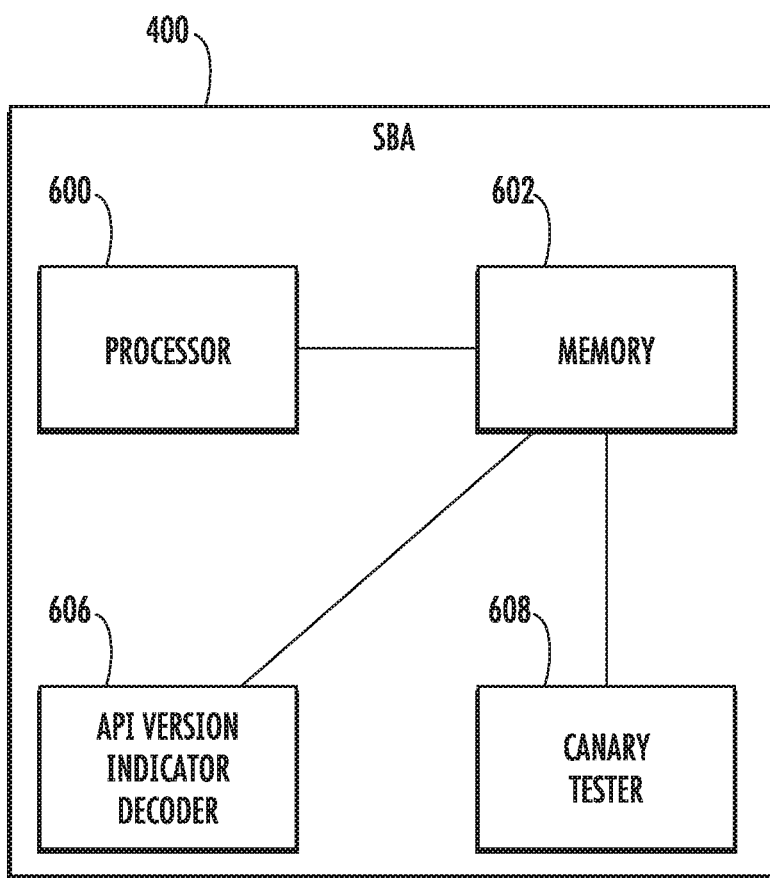 400
SBA
600
602
PROCESSOR
MEMORY
606
608
API VERSION
INDICATOR
DECODER
CANARY
TESTER